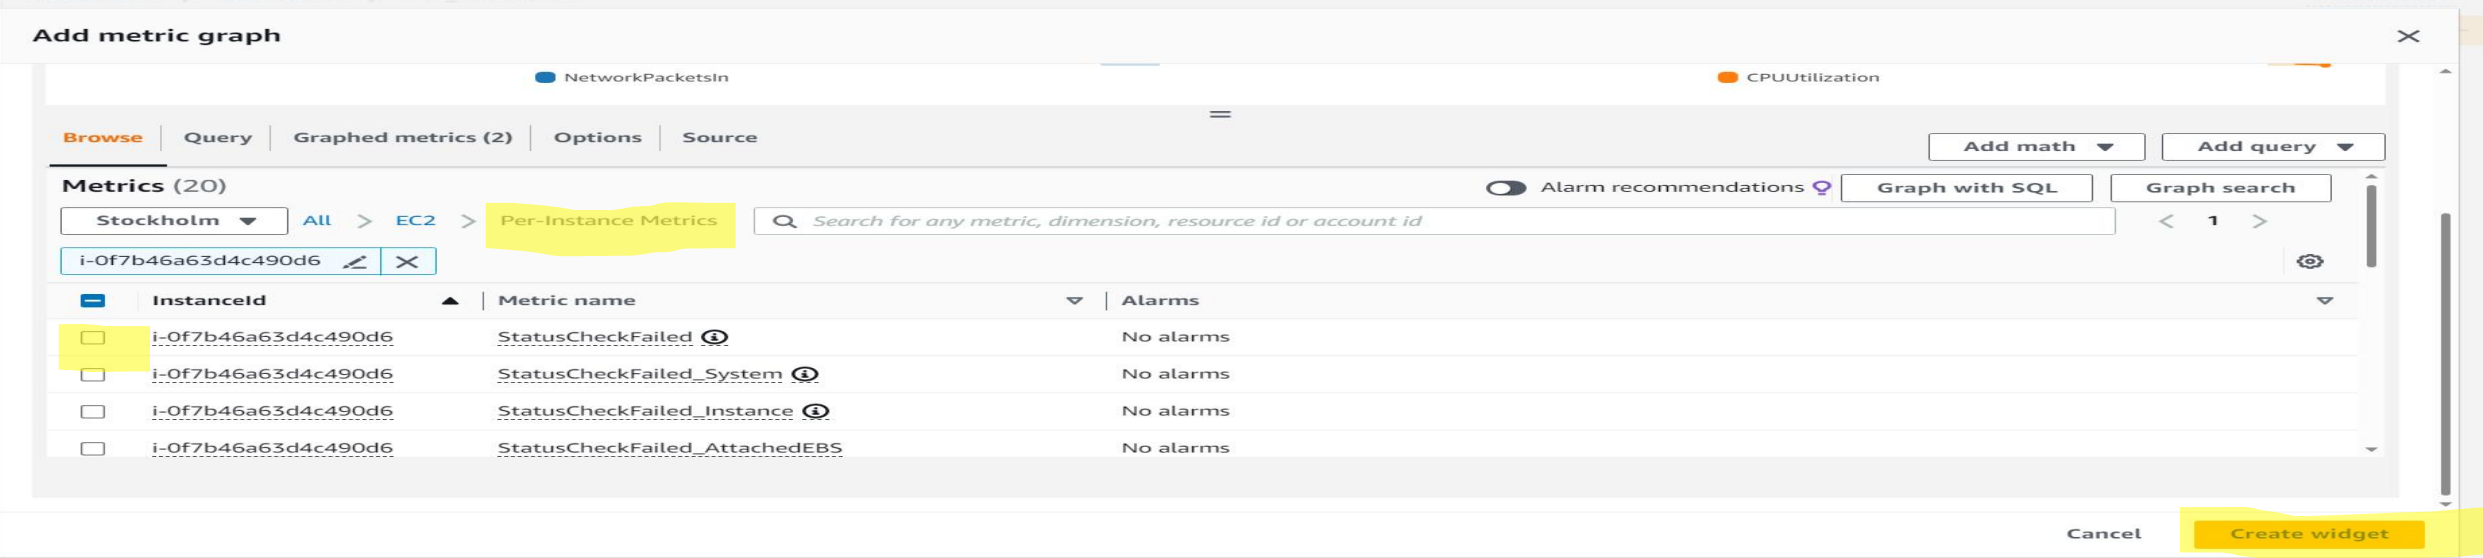 Add metric graph
NetworkPacketsIn CPUUtilization
Browse Query Graphed metrics (2) Options Source Add math Add query
Metrics (20) Alarm recommendations Graph with SQL Graph search
Stockholm All > EC2 > Per-Instance Metrics Search for any metric, dimension, resource id or account id < 1 >
i-0f7b46a63d4c490d6
InstanceId Metric name Alarms
i-0f7b46a63d4c490d6 StatusCheckFailed No alarms
i-0f7b46a63d4c490d6 StatusCheckFailed_System No alarms
i-0f7b46a63d4c490d6 StatusCheckFailed_Instance No alarms
i-0f7b46a63d4c490d6 StatusCheckFailed_AttachedEBS No alarms
Cancel Create widget